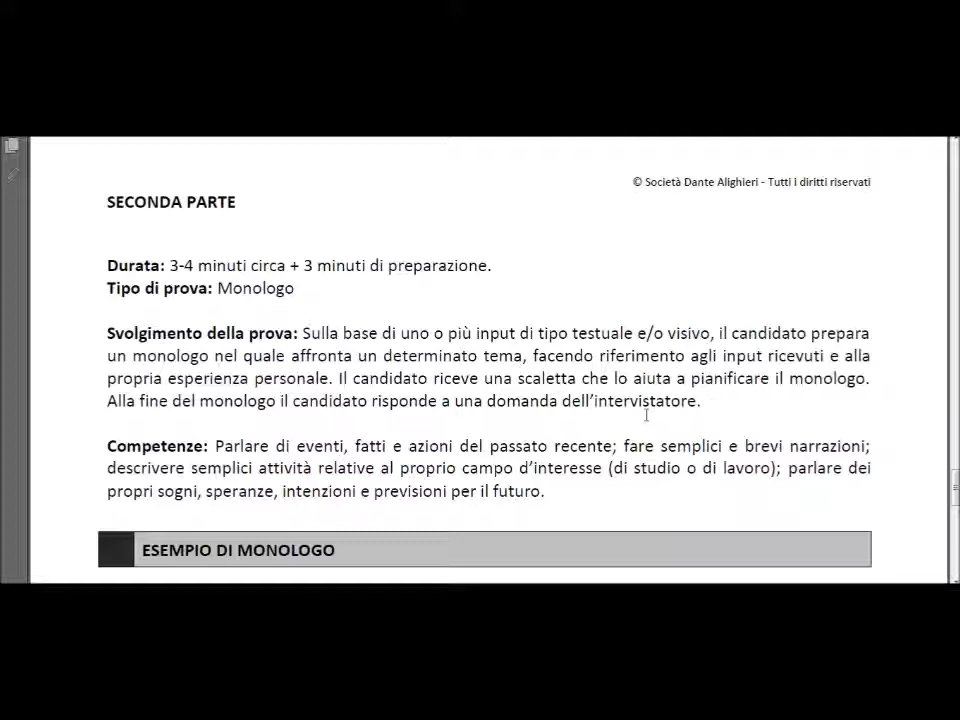 © Società Dante Alighieri - Tutti i diritti riservati
SECONDA PARTE
Durata: 3-4 minuti circa + 3 minuti di preparazione.
Tipo di prova: Monologo
Svolgimento della prova: Sulla base di uno o più input di tipo testuale e/o visivo, il candidato prepara
un monologo nel quale affronta un determinato tema, facendo riferimento agli input ricevuti e alla
propria esperienza personale. Il candidato riceve una scaletta che lo aiuta a pianificare il monologo.
Alla fine del monologo il candidato risponde a una domanda dell’intervistatore.
Competenze: Parlare di eventi, fatti e azioni del passato recente; fare semplici e brevi narrazioni;
descrivere semplici attività relative al proprio campo d’interesse (di studio o di lavoro); parlare dei
propri sogni, speranze, intenzioni e previsioni per il futuro.
ESEMPIO DI MONOLOGO